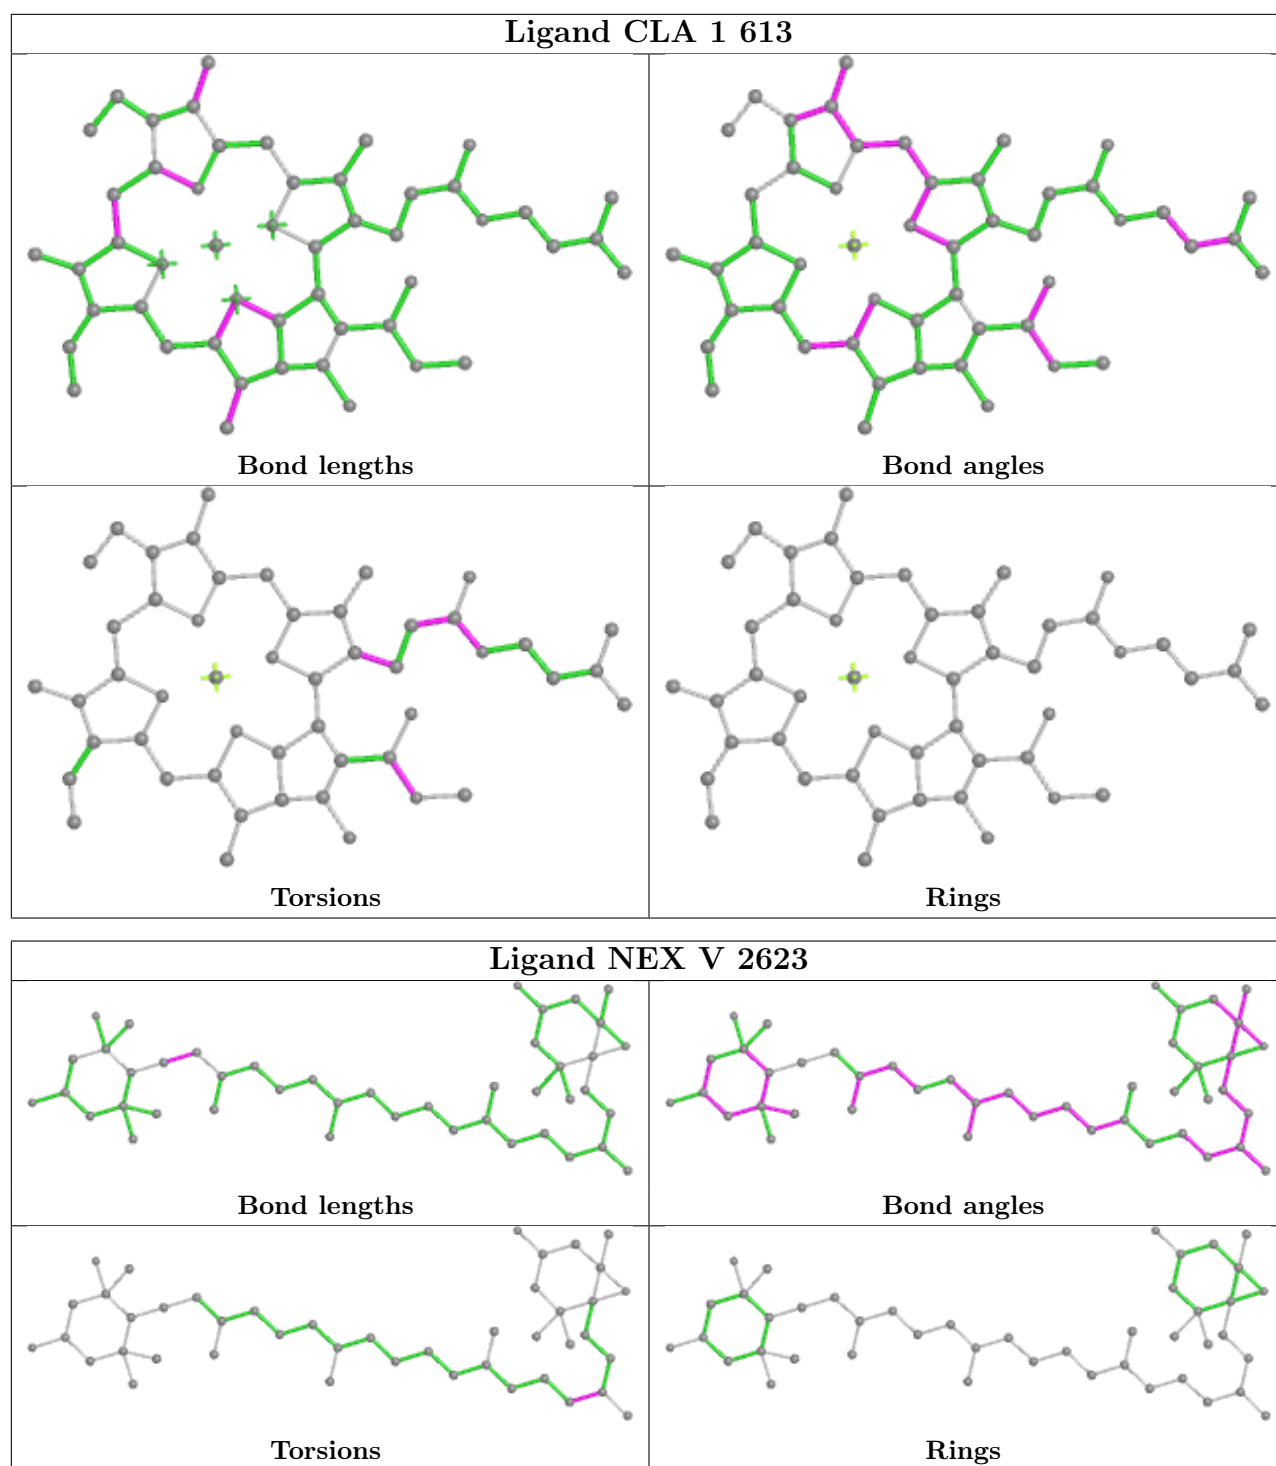 Ligand CLA 1 613
Bond lengths
Bond angles
Torsions
Rings
Ligand NEX V 2623
Bond lengths
Bond angles
Torsions
Rings